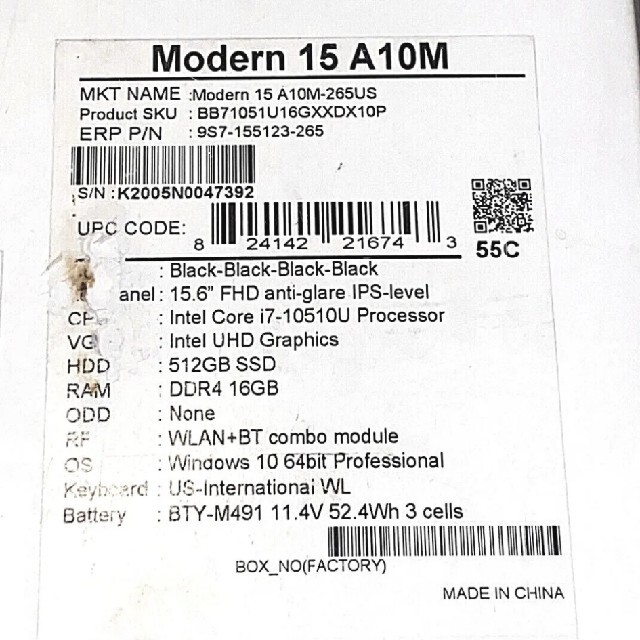 Modern 15 A10M
MKT NAME :Modern 15 A10M-265US
Product SKU : BB71051U16GXXDX10P
ERP P/N : 9S7-155123-265
S/N : K2005N0047392
UPC CODE: 8 24142 21674 3
55C
: Black-Black-Black-Black
anel : 15.6" FHD anti-glare IPS-level
CP : Intel Core i7-10510U Processor
VG : Intel UHD Graphics
HDD : 512GB SSD
RAM : DDR4 16GB
ODD : None
RF : WLAN+BT combo module
OS : Windows 10 64bit Professional
Keyboard : US-International WL
Battery : BTY-M491 11.4V 52.4Wh 3 cells
BOX_NO(FACTORY)
MADE IN CHINA